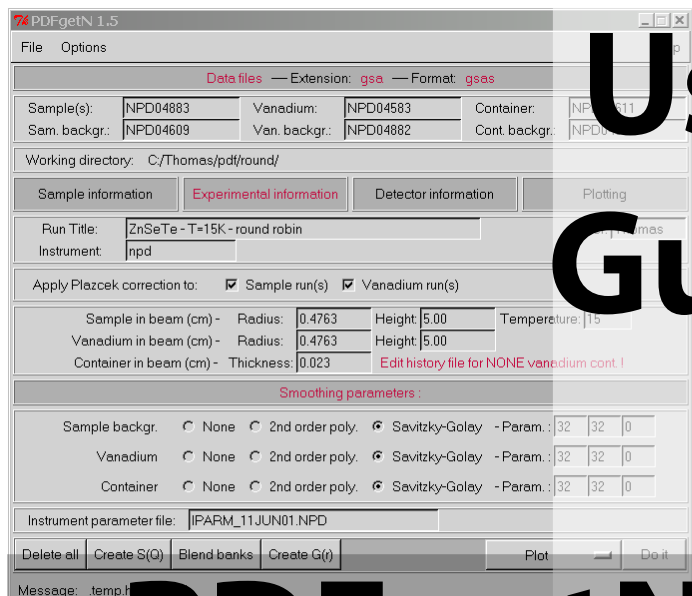 PDFgetN 1.5
File Options
Data files — Extension: gsa — Format: gsas
Sample(s): NPD04883 Vanadium: NPD04583 Container:
Sam. backgr.: NPD04609 Van. backgr.: NPD04882 Cont. backgr.:
Working directory: C:/Thomas/pdf/round/
Sample information Experimental information Detector information Plotting
Run Title: ZnSeTe - T=15K - round robin
Instrument: npd
Apply Plazcek correction to: Sample run(s) Vanadium run(s)
Sample in beam (cm) - Radius: 0.4763 Height: 5.00 Temperature: 15
Vanadium in beam (cm) - Radius: 0.4763 Height: 5.00
Container in beam (cm) - Thickness: 0.023 Edit history file for NONE vanadium cont. !
Smoothing parameters :
Sample backgr. None 2nd order poly. Savitzky-Golay - Param. : 32 32 0
Vanadium None 2nd order poly. Savitzky-Golay - Param. : 32 32 0
Container None 2nd order poly. Savitzky-Golay - Param. : 32 32 0
Instrument parameter file: IPARM_11JUN01.NPD
Delete all Create S(Q) Blend banks Create G(r) Plot Do it
Message: